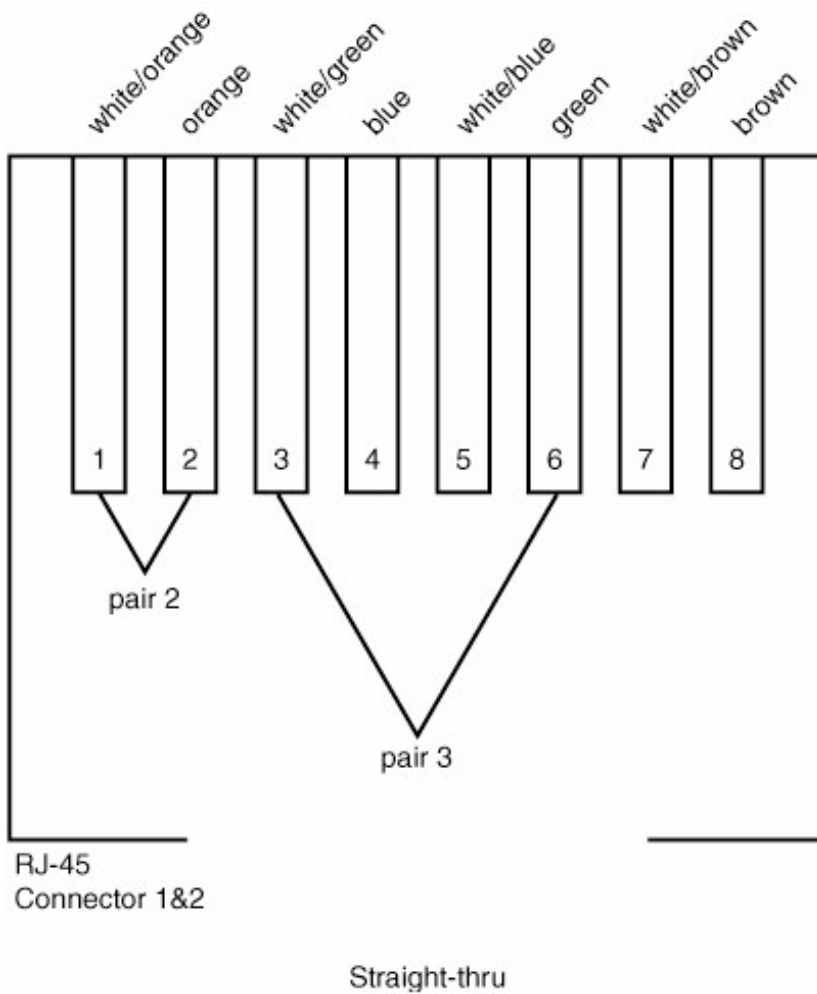 white/orange
orange
white/green
blue
white/blue
green
white/brown
brown
1 2 3 4 5 6 7 8
pair 2
pair 3
RJ-45
Connector 1&2
Straight-thru